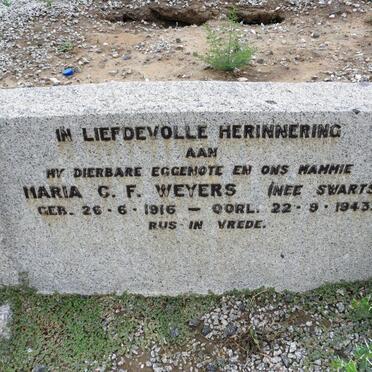 IN LIEFDEVOLLE HERINNERING
AAN
MY DIERBARE EGGENOTE EN ONS MAMMIE
MARIA C. F. WEYERS (NEE SWARTS
GEB. 26·6·1916 — OORL. 22·9·1943.
RUS IN VREDE.